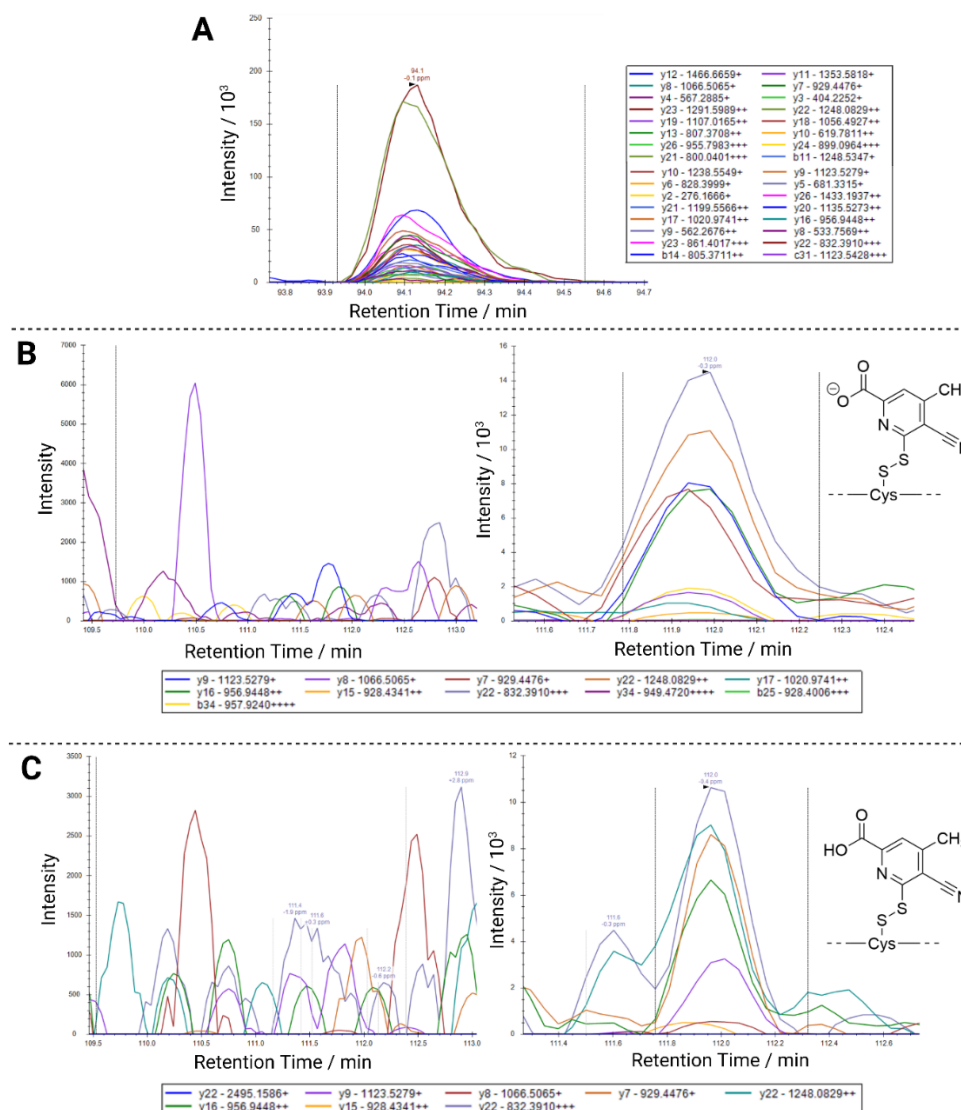 A
250
200
150
100
50
0
Intensity / 10³
94.1
-0.1 ppm
93.8 93.9 94.0 94.1 94.2 94.3 94.4 94.5 94.6 94.7
Retention Time / min
y12 - 1466.6659+ y11 - 1353.5818+
y8 - 1066.5065+ y7 - 929.4476+
y4 - 567.2885+ y3 - 404.2252+
y23 - 1291.5989++ y22 - 1248.0829++
y19 - 1107.0165++ y18 - 1056.4927++
y13 - 807.3708++ y10 - 619.7811++
y26 - 955.7983+++ y24 - 899.0964+++
y21 - 800.0401+++ b11 - 1248.5347+
y10 - 1238.5549+ y9 - 1123.5279+
y6 - 828.3999+ y5 - 681.3315+
y2 - 276.1666+ y26 - 1433.1937++
y21 - 1199.5566++ y20 - 1135.5273++
y17 - 1020.9741++ y16 - 956.9448++
y9 - 562.2676++ y8 - 533.7569++
y23 - 861.4017+++ y22 - 832.3910+++
b14 - 805.3711++ c31 - 1123.5428+++
B
7000
6000
5000
4000
3000
2000
1000
0
Intensity
109.5 110.0 110.5 111.0 111.5 112.0 112.5 113.0
Retention Time / min
16
14
12
10
8
6
4
2
0
Intensity / 10³
112.0
-0.2 ppm
111.6 111.7 111.8 111.9 112.0 112.1 112.2 112.3 112.4
Retention Time / min
O
⊖
O
CH
N
S
S
Cys
y9 - 1123.5279+ y8 - 1066.5065+ y7 - 929.4476+ y22 - 1248.0829++ y17 - 1020.9741++
y16 - 956.9448++ y15 - 928.4341++ y22 - 832.3910+++ y34 - 949.4720++++ b25 - 928.4006+++
b34 - 957.9240++++
C
3500
3000
2500
2000
1500
1000
500
0
Intensity
112.9
111.4
-1.9 ppm
111.6
+0.3 ppm
112.2
-0.6 ppm
109.5 110.0 110.5 111.0 111.5 112.0 112.5 113.0
Retention Time / min
12
10
8
6
4
2
0
Intensity / 10³
112.0
-0.4 ppm
111.6
-0.3 ppm
111.4 111.6 111.8 112.0 112.2 112.4 112.6
Retention Time / min
O
HO
CH
N
N
S
S
Cys
y22 - 2495.1586+ y9 - 1123.5279+ y8 - 1066.5065+ y7 - 929.4476+ y22 - 1248.0829++
y16 - 956.9448++ y15 - 928.4341++ y22 - 832.3910+++